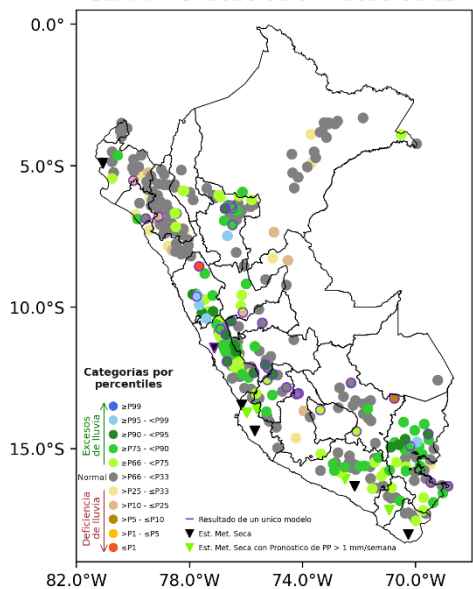 0.0°
5.0°S
10.0°S
15.0°S
82.0°W
78.0°W
74.0°W
70.0°W
Categorias por
percentiles
Excesos
de lluvia
Normal
Deficiencia
de lluvia
≥P99
≥P95 - <P99
≥P90 - <P95
≥P75 - <P90
≥P66 - <P75
>P66 - <P33
>P25 - ≤P33
>P10 - ≤P25
>P5 - ≤P10
>P1 - ≤P5
≤P1
Resultado de un unico modelo
Est. Met. Seca
Est. Met. Seca con Pronostico de PP > 1 mm/semana